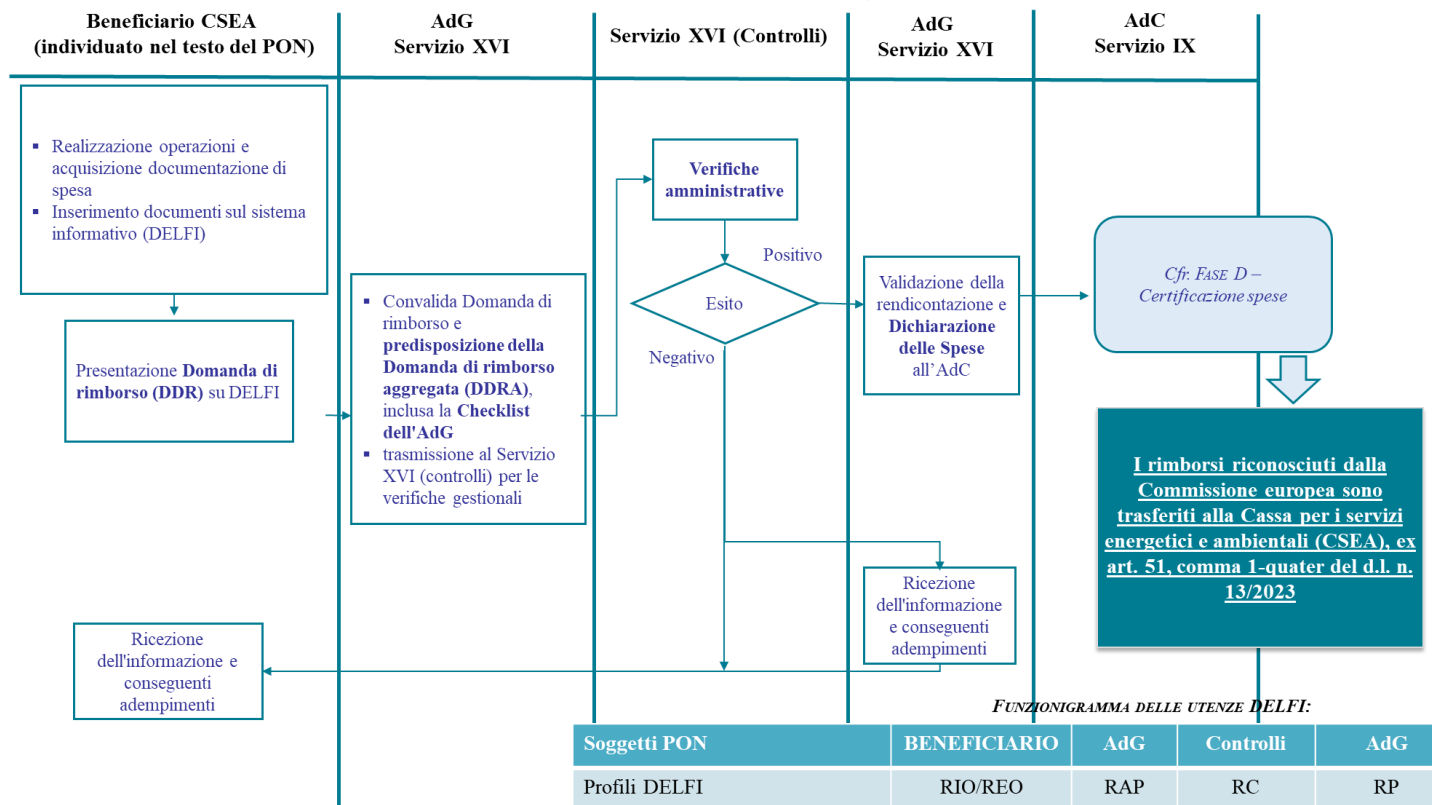 Beneficiario CSEA
(individuato nel testo del PON)
AdG
Servizio XVI
Servizio XVI (Controlli)
AdG
Servizio XVI
AdC
Servizio IX
▪ Realizzazione operazioni e
acquisizione documentazione di
spesa
▪ Inserimento documenti sul sistema
informativo (DELFI)
Presentazione Domanda di
rimborso (DDR) su DELFI
▪ Convalida Domanda di
rimborso e
predisposizione della
Domanda di rimborso
aggregata (DDRA),
inclusa la Checklist
dell'AdG
▪ trasmissione al Servizio
XVI (controlli) per le
verifiche gestionali
Verifiche
amministrative
Positivo
Esito
Negativo
Validazione della
rendicontazione e
Dichiarazione
delle Spese
all’AdC
Cfr. FASE D –
Certificazione spese
I rimborsi riconosciuti dalla
Commissione europea sono
trasferiti alla Cassa per i servizi
energetici e ambientali (CSEA), ex
art. 51, comma 1-quater del d.l. n.
13/2023
Ricezione
dell'informazione
e conseguenti
adempimenti
Ricezione
dell'informazione e
conseguenti
adempimenti
FUNZIONIGRAMMA DELLE UTENZE DELFI:
Soggetti PON BENEFICIARIO AdG Controlli AdG
Profili DELFI RIO/REO RAP RC RP